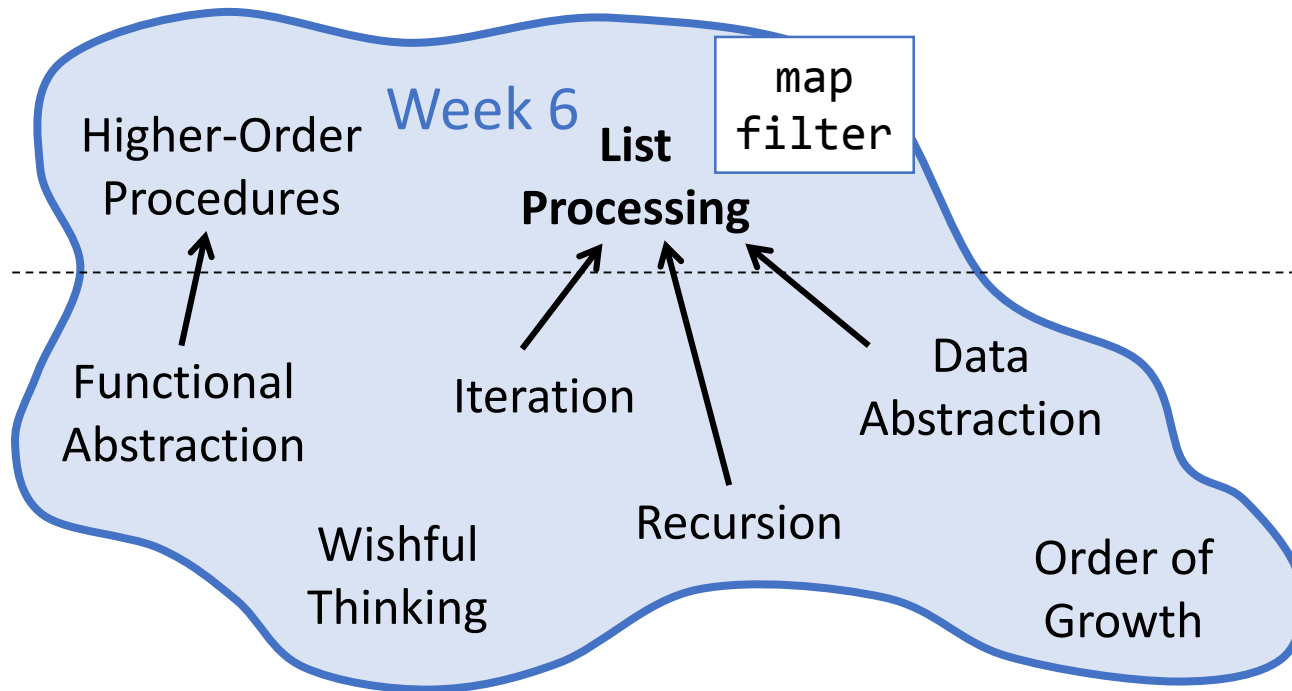 Week 6
map
filter
Higher-Order
Procedures
List
Processing
Functional
Abstraction
Iteration
Data
Abstraction
Recursion
Wishful
Thinking
Order of
Growth